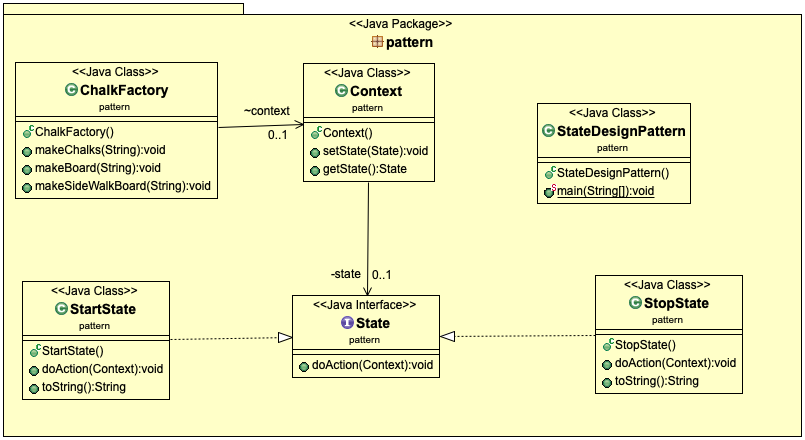 <<Java Package>>
pattern
<<Java Class>>
ChalkFactory
pattern
ChalkFactory()
makeChalks(String):void
makeBoard(String):void
makeSideWalkBoard(String):void
~context
0..1
<<Java Class>>
Context
pattern
Context()
setState(State):void
getState():State
<<Java Class>>
StateDesignPattern
pattern
StateDesignPattern()
main(String[]):void
-state
0..1
<<Java Class>>
StartState
pattern
StartState()
doAction(Context):void
toString():String
<<Java Interface>>
State
pattern
doAction(Context):void
<<Java Class>>
StopState
pattern
StopState()
doAction(Context):void
toString():String